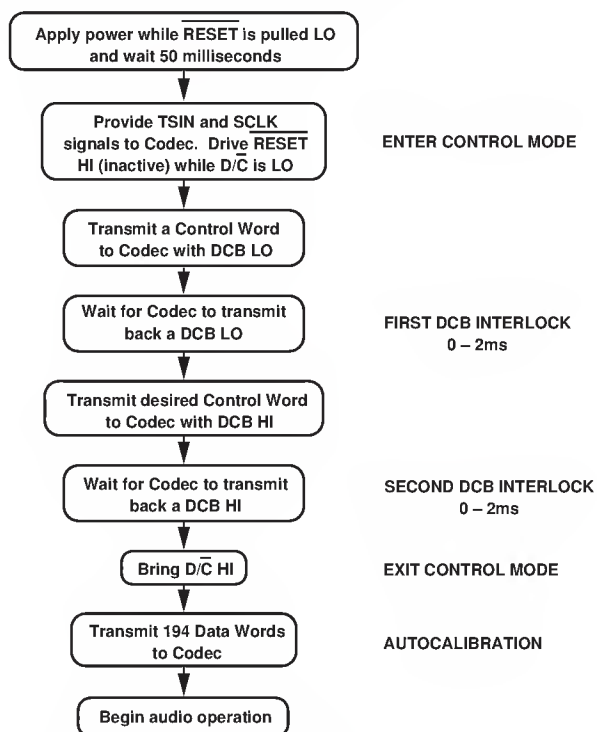 Apply power while RESET is pulled LO
and wait 50 milliseconds
Provide TSIN and SCLK
signals to Codec. Drive RESET
HI (inactive) while D/C is LO
ENTER CONTROL MODE
Transmit a Control Word
to Codec with DCB LO
Wait for Codec to transmit
back a DCB LO
FIRST DCB INTERLOCK
0 – 2ms
Transmit desired Control Word
to Codec with DCB HI
Wait for Codec to transmit
back a DCB HI
SECOND DCB INTERLOCK
0 – 2ms
Bring D/C HI
EXIT CONTROL MODE
Transmit 194 Data Words
to Codec
AUTOCALIBRATION
Begin audio operation